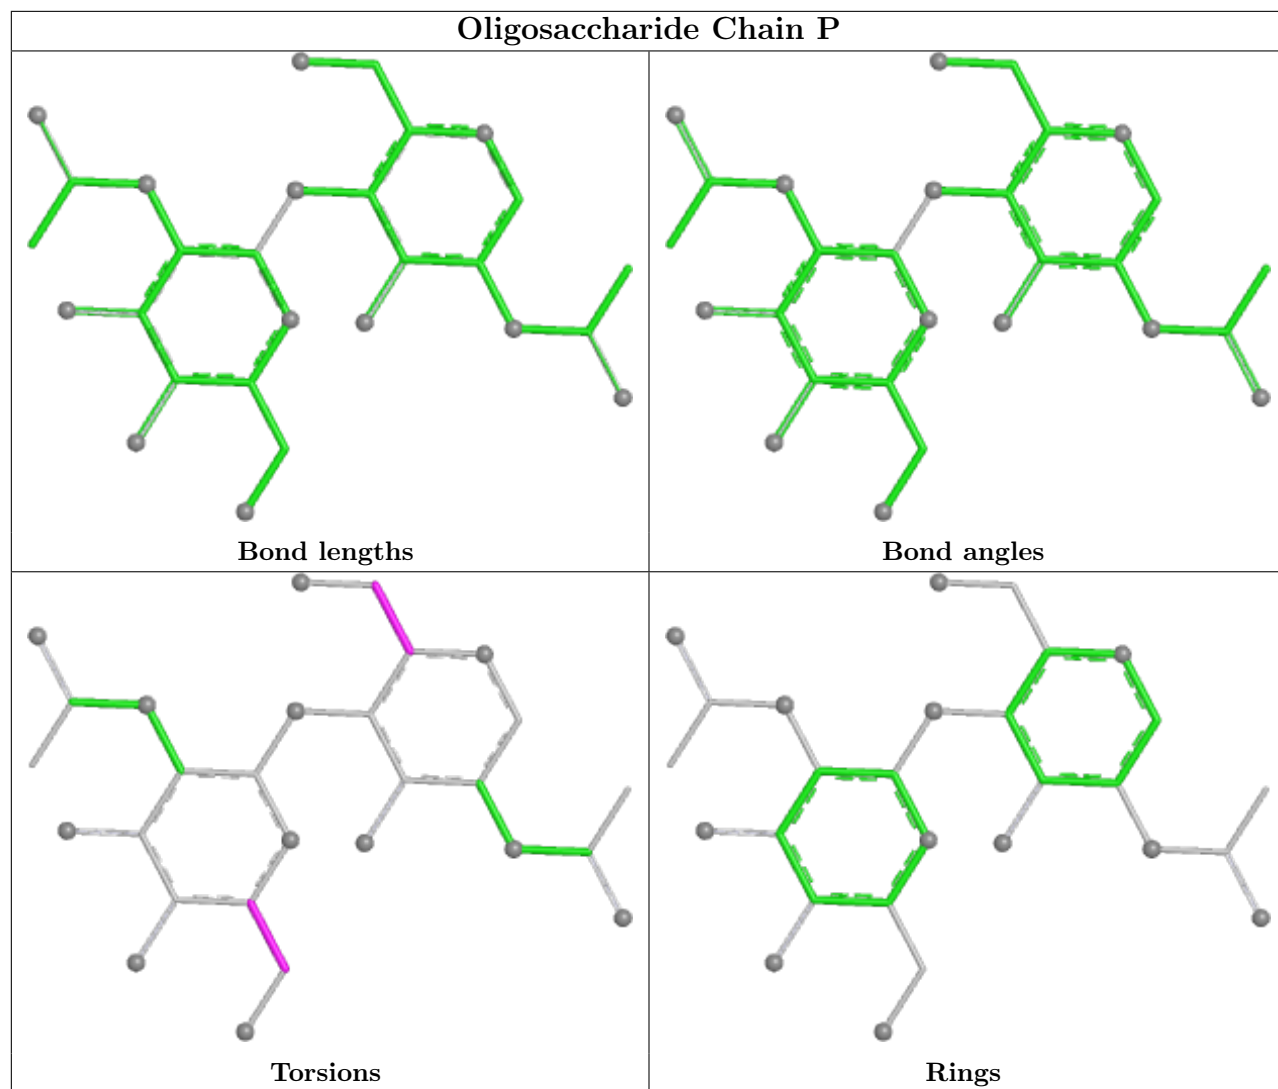 Oligosaccharide Chain P
Bond lengths
Bond angles
Torsions
Rings